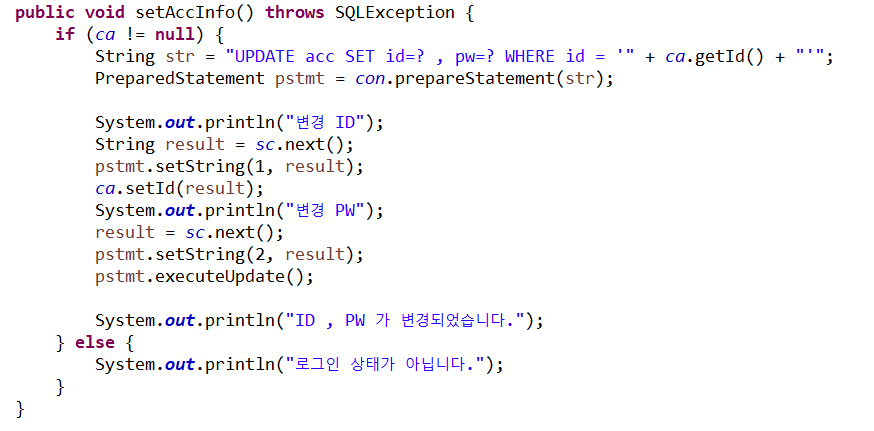 public void setAccInfo() throws SQLException {
    if (ca != null) {
        String str = "UPDATE acc SET id=? , pw=? WHERE id = '" + ca.getId() + "'";
        PreparedStatement pstmt = con.prepareStatement(str);

        System.out.println("변경 ID");
        String result = sc.next();
        pstmt.setString(1, result);
        ca.setId(result);
        System.out.println("변경 PW");
        result = sc.next();
        pstmt.setString(2, result);
        pstmt.executeUpdate();

        System.out.println("ID , PW 가 변경되었습니다.");
    } else {
        System.out.println("로그인 상태가 아닙니다.");
    }
}